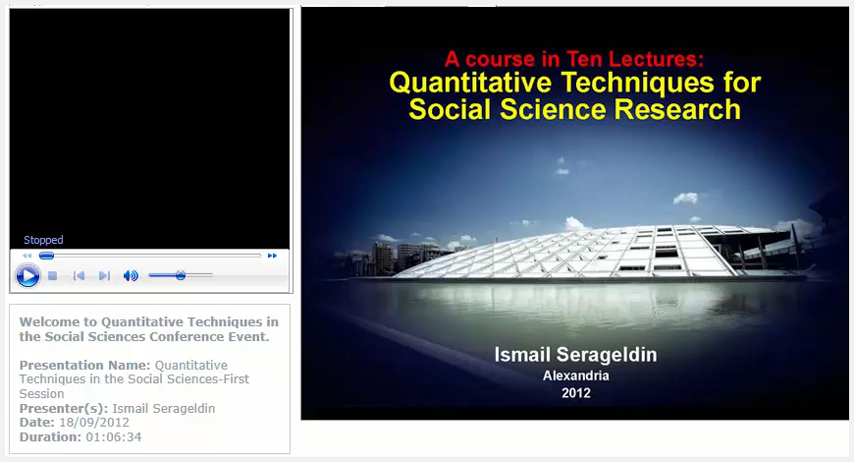 Stopped
Welcome to Quantitative Techniques in
the Social Sciences Conference Event.
Presentation Name: Quantitative
Techniques in the Social Sciences-First
Session
Presenter(s): Ismail Serageldin
Date: 18/09/2012
Duration: 01:06:34
A course in Ten Lectures:
Quantitative Techniques for
Social Science Research
Ismail Serageldin
Alexandria
2012